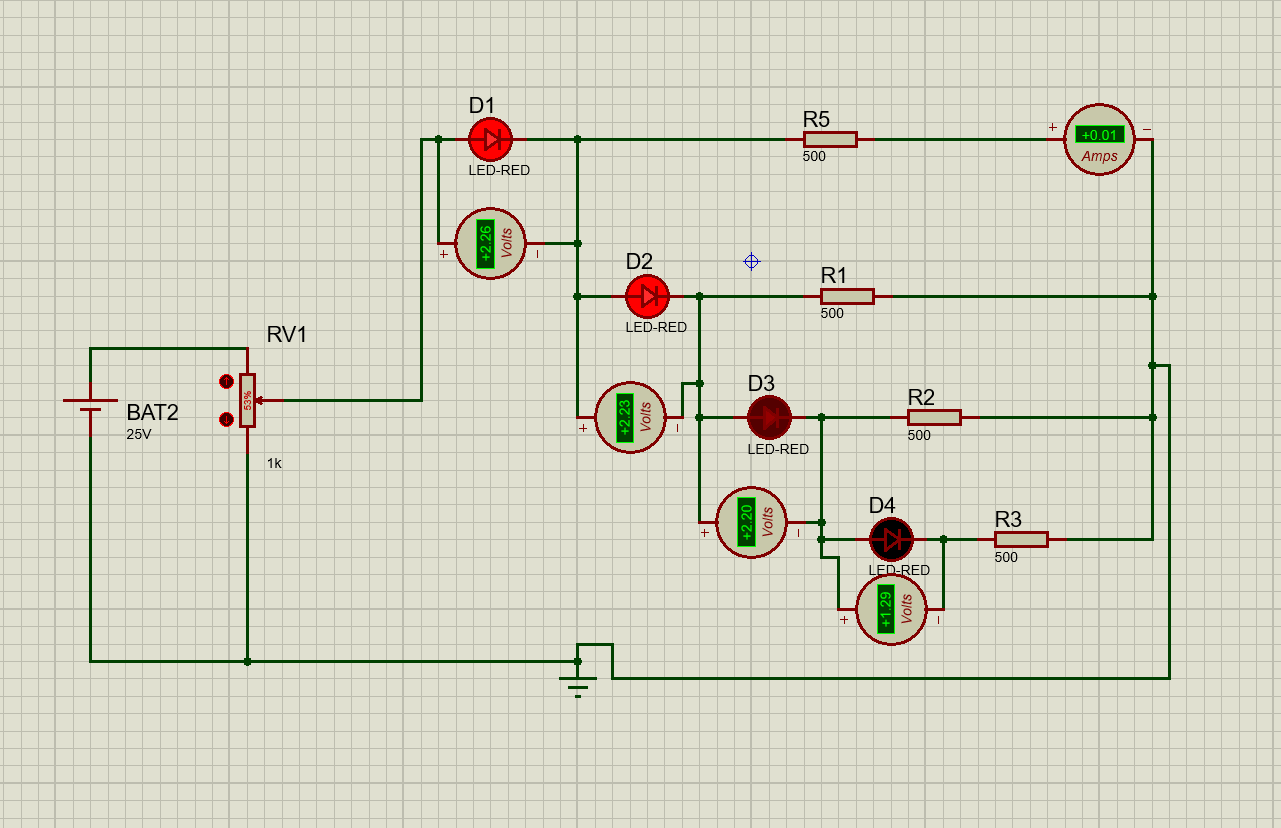 D1
LED-RED
R5
500
+
+0.01
Amps
−
+2.26
Volts
+
−
D2
LED-RED
R1
500
RV1
53%
1k
BAT2
25V
+2.23
Volts
+
−
D3
LED-RED
R2
500
+2.20
Volts
+
−
D4
LED-RED
R3
500
+1.29
Volts
+
−